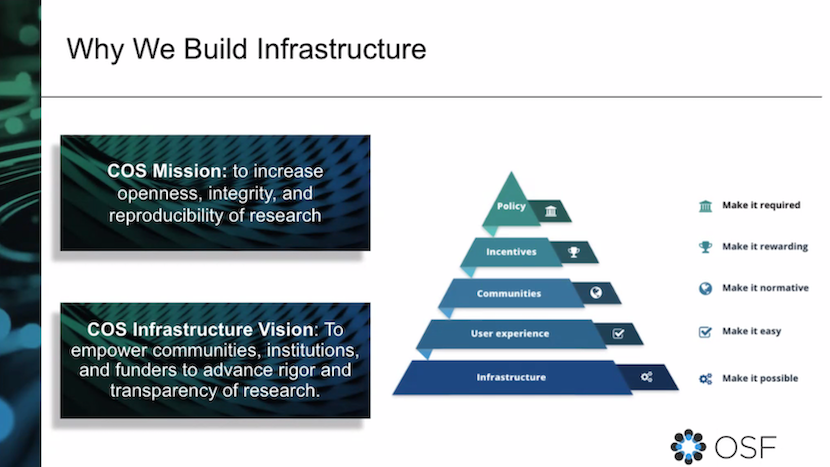 Why We Build Infrastructure
COS Mission: to increase
openness, integrity, and
reproducibility of research
COS Infrastructure Vision: To
empower communities, institutions,
and funders to advance rigor and
transparency of research.
Policy
Make it required
Incentives
Make it rewarding
Communities
Make it normative
User experience
Make it easy
Infrastructure
Make it possible
OSF